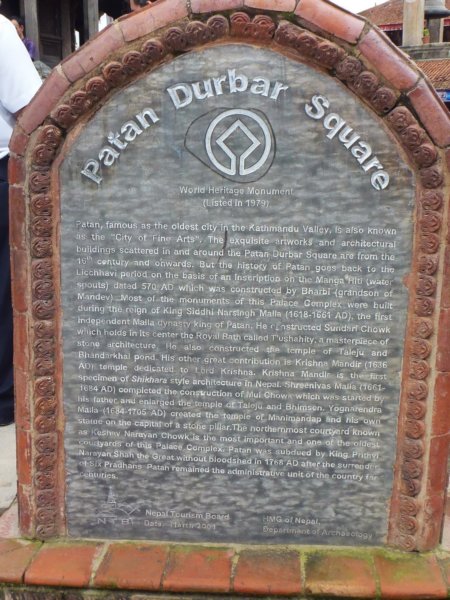 Patan Durbar Square
World Heritage Monument
(Listed in 1979)
Patan, famous as the oldest city in the Kathmandu Valley, is also known
as the "City of Fine Arts". The exquisite artworks and architectural
buildings scattered in and around the Patan Durbar Square are from the
16th century and onwards. But the history of Patan goes back to the
Licchhavi period on the basis of an Inscription on the Manga Hiti (water
spouts) dated 570 AD which was constructed by Bharbi (grandson of
Mandev). Most of the monuments of this Palace Complex were built
during the reign of King Siddhi Narsingh Malla (1618-1661 AD), the first
independent Malla dynasty king of Patan. He constructed Sundari Chowk
which holds in its center the Royal Bath called Tushahity, a masterpiece of
stone architecture. He also constructed the temple of Taleju and
Bhandarkhal pond. His other great contribution is Krishna Mandir (1636
AD) temple dedicated to Lord Krishna. Krishna Mandir is the first
specimen of Shikhara style architecture in Nepal. Shreenivas Malla (1661-
1684 AD) completed the construction of Mul Chowk which was started by
his father and enlarged the temple of Taleju and Bhimsen. Yognarendra
Malla (1684-1705 AD) created the temple of Manimandap and his own
statue on the capital of a stone pillar. The northernmost courtyard known
as Keshav Narayan Chowk is the most important and one of the oldest
courtyards of this Palace Complex. Patan was subdued by King Prithvi
Narayan Shah the Great without bloodshed in 1768 AD after the surrender
of Six Pradhans. Patan remained the administrative unit of the country for
centuries.
NTB
Nepal Tourism Board
Date: March 2001
HMG of Nepal,
Department of Archaeology